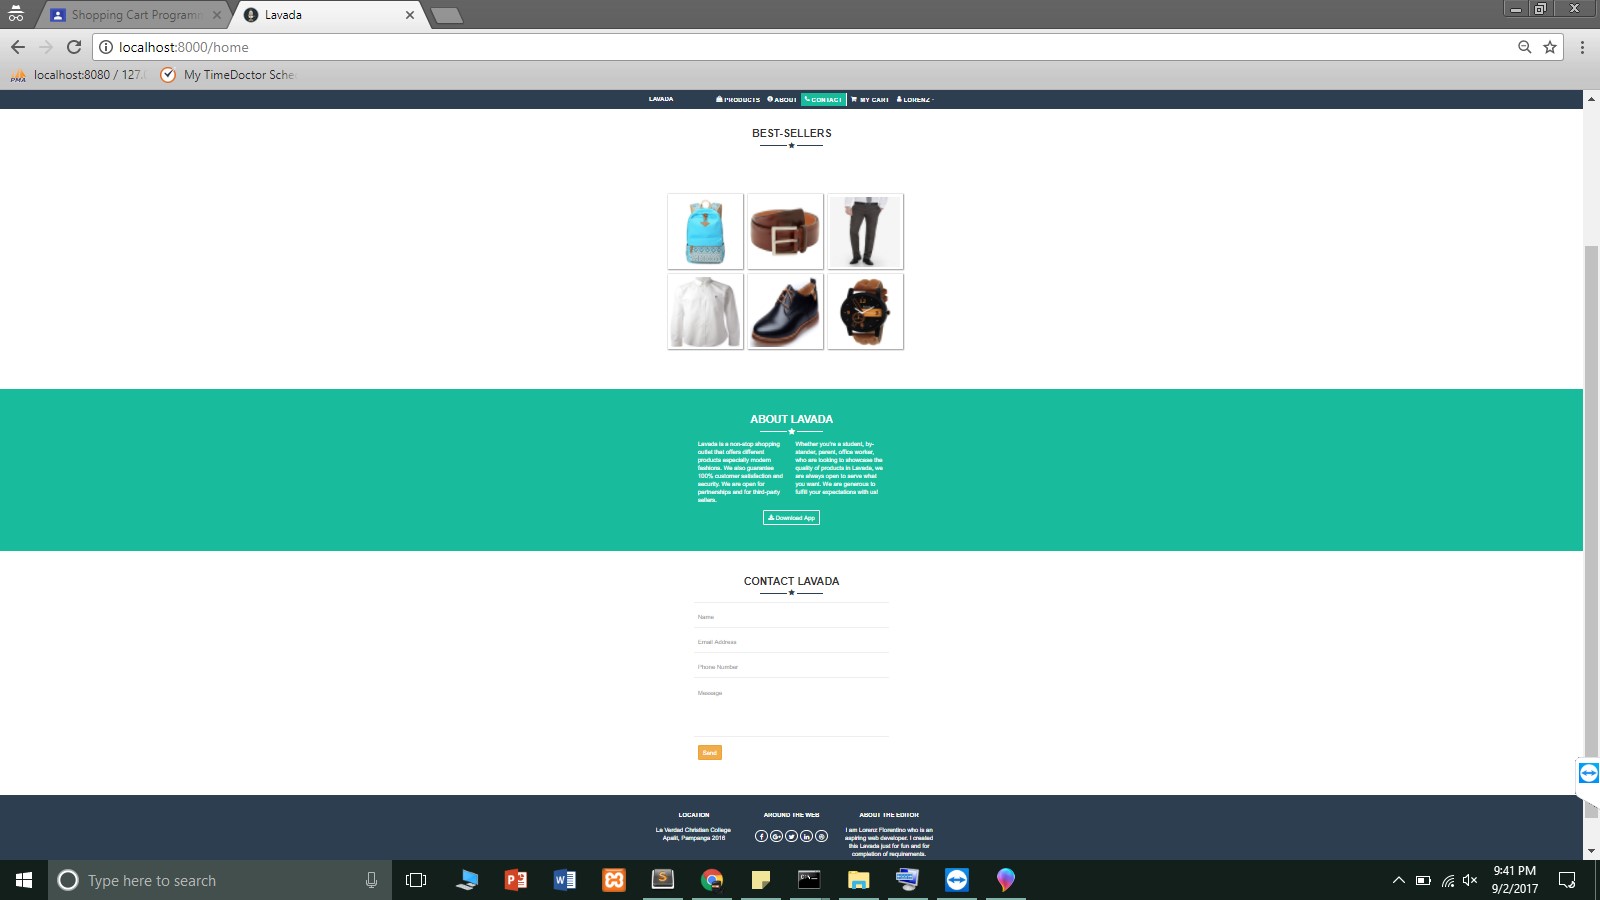 Shopping Cart Programm
Lavada
localhost:8000/home
PMA
localhost:8080 / 127.
My TimeDoctor Sche
LAVADA
PRODUCTS
ABOUT
CONTACT
MY CART
LORENZ
BEST-SELLERS
ABOUT LAVADA
Lavada is a non-stop shopping
outlet that offers different
products especially modern
fashions. We also guarantee
100% customer satisfaction and
security. We are open for
partnerships and for third-party
sellers.
Whether you're a student, by-
stander, parent, office worker,
who are looking to showcase the
quality of products in Lavada, we
are always open to serve what
you want. We are generous to
fulfill your expectations with us!
Download App
CONTACT LAVADA
Name
Email Address
Phone Number
Message
Send
LOCATION
La Verdad Christian College
Apalit, Pampanga 2016
AROUND THE WEB
ABOUT THE EDITOR
I am Lorenz Florentino who is an
aspiring web developer. I created
this Lavada just for fun and for
completion of requirements.
Type here to search
9:41 PM
9/2/2017